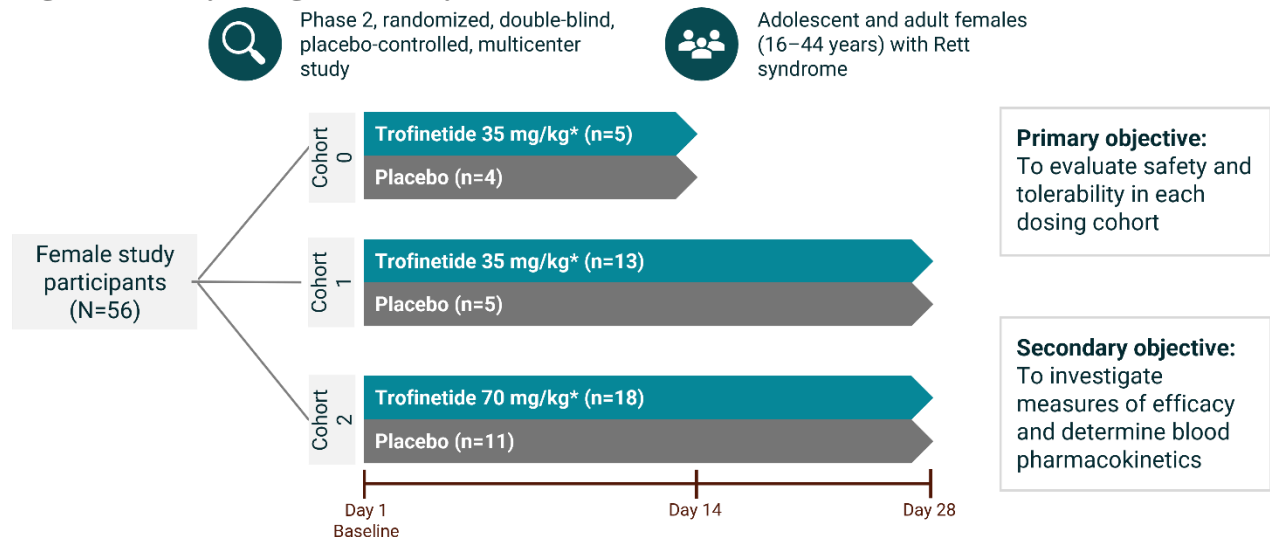 Phase 2, randomized, double-blind,
placebo-controlled, multicenter
study
Adolescent and adult females
(16–44 years) with Rett
syndrome
Female study
participants
(N=56)
Cohort
0
Trofinetide 35 mg/kg* (n=5)
Placebo (n=4)
Cohort
1
Trofinetide 35 mg/kg* (n=13)
Placebo (n=5)
Cohort
2
Trofinetide 70 mg/kg* (n=18)
Placebo (n=11)
Day 1
Baseline
Day 14
Day 28
Primary objective:
To evaluate safety and
tolerability in each
dosing cohort
Secondary objective:
To investigate
measures of efficacy
and determine blood
pharmacokinetics